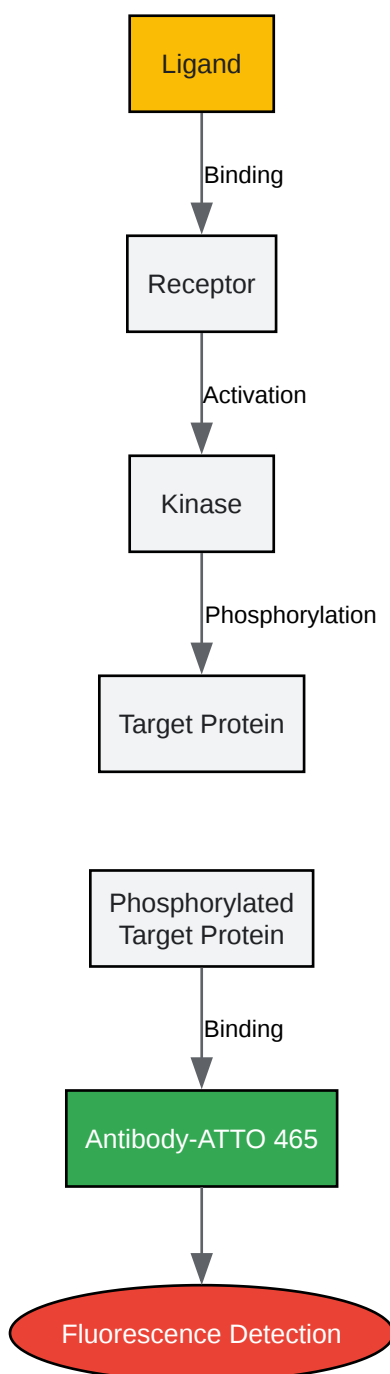 Ligand
Binding
Receptor
Activation
Kinase
Phosphorylation
Target Protein
Phosphorylated
Target Protein
Binding
Antibody-ATTO 465
Fluorescence Detection